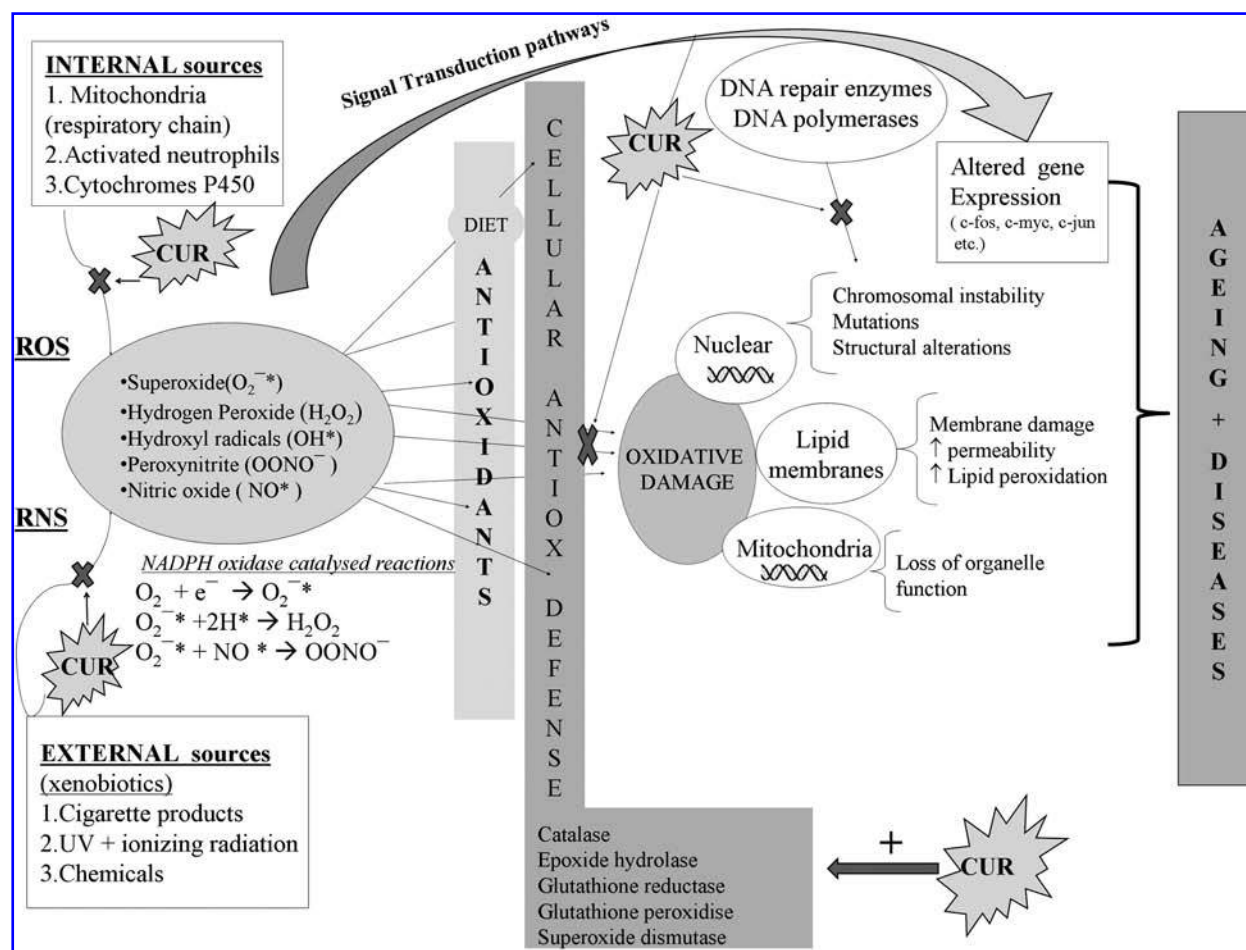 INTERNAL sources
1. Mitochondria
(respiratory chain)
2. Activated neutrophils
3.Cytochromes P450
CUR
Signal Transduction pathways
DNA repair enzymes
DNA polymerases
CUR
Altered gene
Expression
( c-fos, c-myc, c-jun
etc.)
ROS
•Superoxide(O₂⁻*)
•Hydrogen Peroxide (H₂O₂)
•Hydroxyl radicals (OH*)
•Peroxynitrite (OONO⁻)
•Nitric oxide ( NO* )
RNS
NADPH oxidase catalysed reactions
O₂ + e⁻ → O₂⁻*
O₂⁻* +2H* → H₂O₂
O₂⁻* + NO * → OONO⁻
CUR
EXTERNAL sources
(xenobiotics)
1.Cigarette products
2.UV + ionizing radiation
3.Chemicals
DIET
ANTIOXIDANTS
CELLULAR ANTIOX DEFENSE
Catalase
Epoxide hydrolase
Glutathione reductase
Glutathione peroxidise
Superoxide dismutase
+
CUR
OXIDATIVE
DAMAGE
Nuclear
Chromosomal instability
Mutations
Structural alterations
Lipid
membranes
Membrane damage
↑ permeability
↑ Lipid peroxidation
Mitochondria
Loss of organelle
function
AGEING + DISEASES